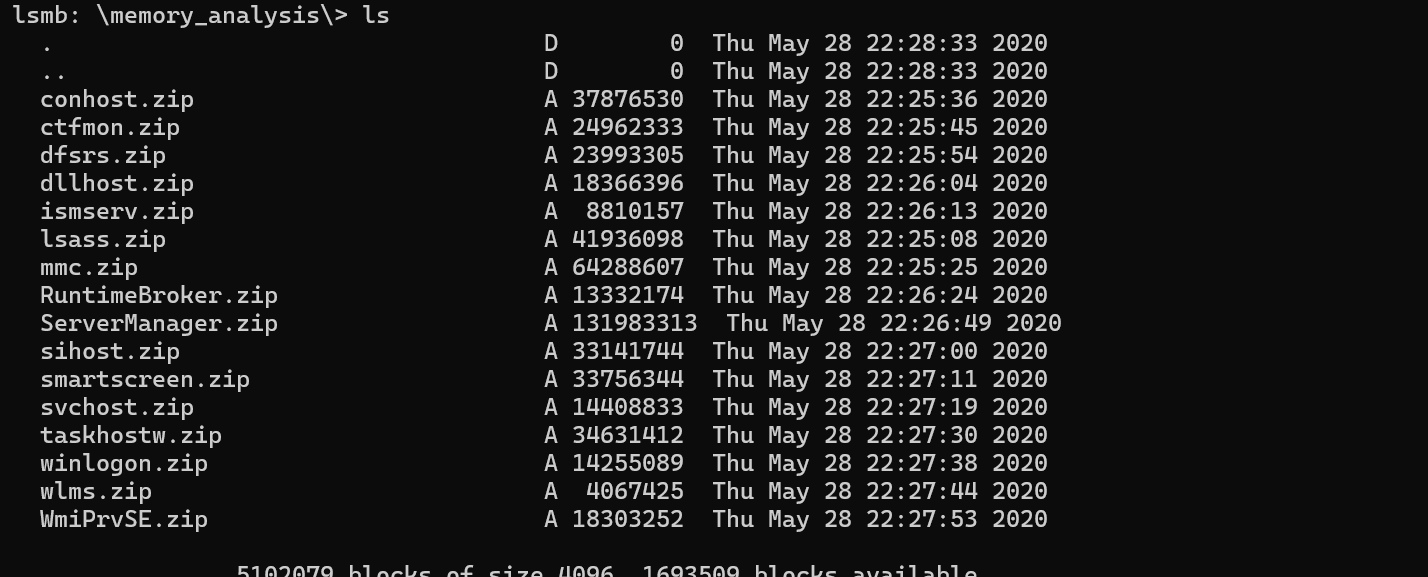 lsmb: \memory_analysis\> ls
. D 0 Thu May 28 22:28:33 2020
.. D 0 Thu May 28 22:28:33 2020
conhost.zip A 37876530 Thu May 28 22:25:36 2020
ctfmon.zip A 24962333 Thu May 28 22:25:45 2020
dfsrs.zip A 23993305 Thu May 28 22:25:54 2020
dllhost.zip A 18366396 Thu May 28 22:26:04 2020
ismserv.zip A 8810157 Thu May 28 22:26:13 2020
lsass.zip A 41936098 Thu May 28 22:25:08 2020
mmc.zip A 64288607 Thu May 28 22:25:25 2020
RuntimeBroker.zip A 13332174 Thu May 28 22:26:24 2020
ServerManager.zip A 131983313 Thu May 28 22:26:49 2020
sihost.zip A 33141744 Thu May 28 22:27:00 2020
smartscreen.zip A 33756344 Thu May 28 22:27:11 2020
svchost.zip A 14408833 Thu May 28 22:27:19 2020
taskhostw.zip A 34631412 Thu May 28 22:27:30 2020
winlogon.zip A 14255089 Thu May 28 22:27:38 2020
wlms.zip A 4067425 Thu May 28 22:27:44 2020
WmiPrvSE.zip A 18303252 Thu May 28 22:27:53 2020
5102079 blocks of size 4096. 1693509 blocks available